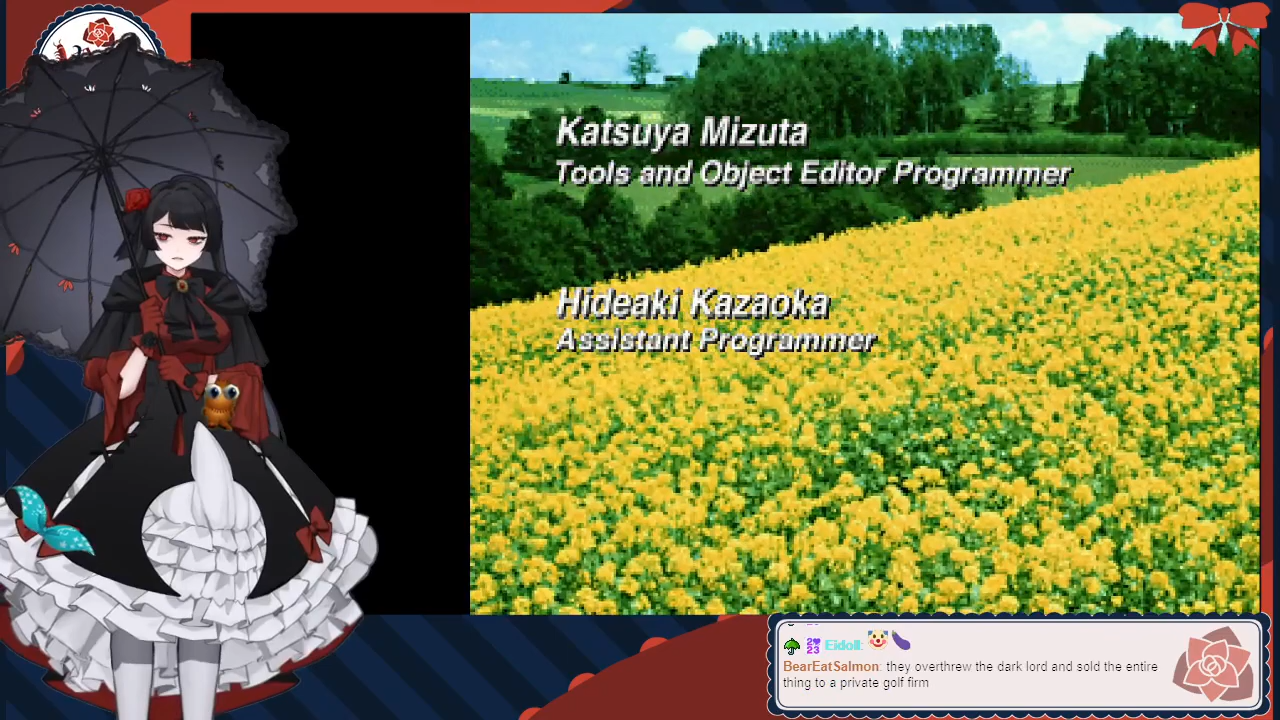 Katsuya Mizuta
Tools and Object Editor Programmer
Hideaki Kazaoka
Assistant Programmer
Eidoll:
BearEatSalmon: they overthrew the dark lord and sold the entire
thing to a private golf firm